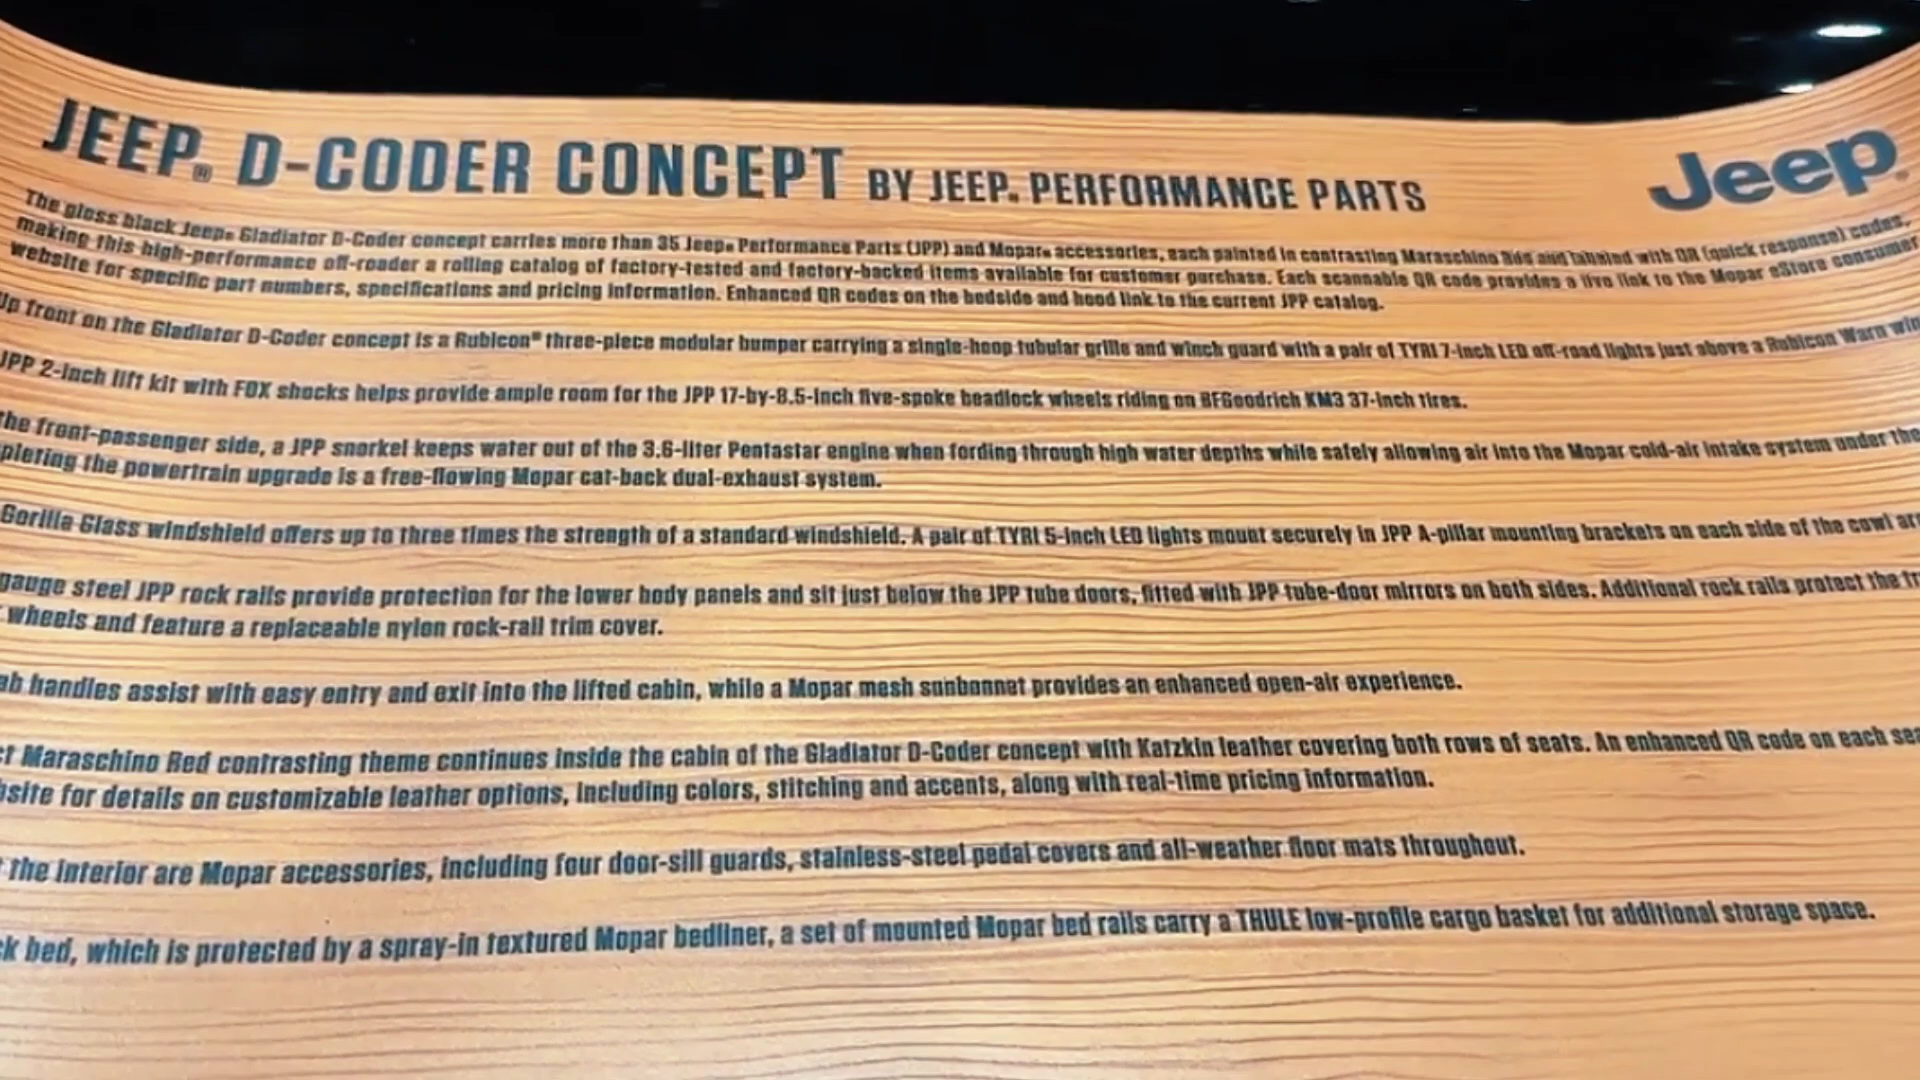 JEEP® D-CODER CONCEPT BY JEEP® PERFORMANCE PARTS
Jeep®
The gloss black Jeep® Gladiator D-Coder concept carries more than 35 Jeep® Performance Parts (JPP) and Mopar® accessories, each painted in contrasting Maraschino Red and labeled with QR (quick response) codes,
making this high-performance off-roader a rolling catalog of factory-tested and factory-backed items available for customer purchase. Each scannable QR code provides a live link to the Mopar eStore consumer
website for specific part numbers, specifications and pricing information. Enhanced QR codes on the bedside and hood link to the current JPP catalog.
Up front on the Gladiator D-Coder concept is a Rubicon® three-piece modular bumper carrying a single-hoop tubular grille and winch guard with a pair of TYRI 7-inch LED off-road lights just above a Rubicon Warn win
JPP 2-inch lift kit with FOX shocks helps provide ample room for the JPP 17-by-8.5-inch five-spoke beadlock wheels riding on BFGoodrich KM3 37-inch tires.
the front-passenger side, a JPP snorkel keeps water out of the 3.6-liter Pentastar engine when fording through high water depths while safely allowing air into the Mopar cold-air intake system under the
pleting the powertrain upgrade is a free-flowing Mopar cat-back dual-exhaust system.
Gorilla Glass windshield offers up to three times the strength of a standard windshield. A pair of TYRI 5-inch LED lights mount securely in JPP A-pillar mounting brackets on each side of the cowl are
gauge steel JPP rock rails provide protection for the lower body panels and sit just below the JPP tube doors, fitted with JPP tube-door mirrors on both sides. Additional rock rails protect the fr
wheels and feature a replaceable nylon rock-rail trim cover.
ab handles assist with easy entry and exit into the lifted cabin, while a Mopar mesh sunbonnet provides an enhanced open-air experience.
ct Maraschino Red contrasting theme continues inside the cabin of the Gladiator D-Coder concept with Katzkin leather covering both rows of seats. An enhanced QR code on each sea
bsite for details on customizable leather options, including colors, stitching and accents, along with real-time pricing information.
the interior are Mopar accessories, including four door-sill guards, stainless-steel pedal covers and all-weather floor mats throughout.
k bed, which is protected by a spray-in textured Mopar bedliner, a set of mounted Mopar bed rails carry a THULE low-profile cargo basket for additional storage space.